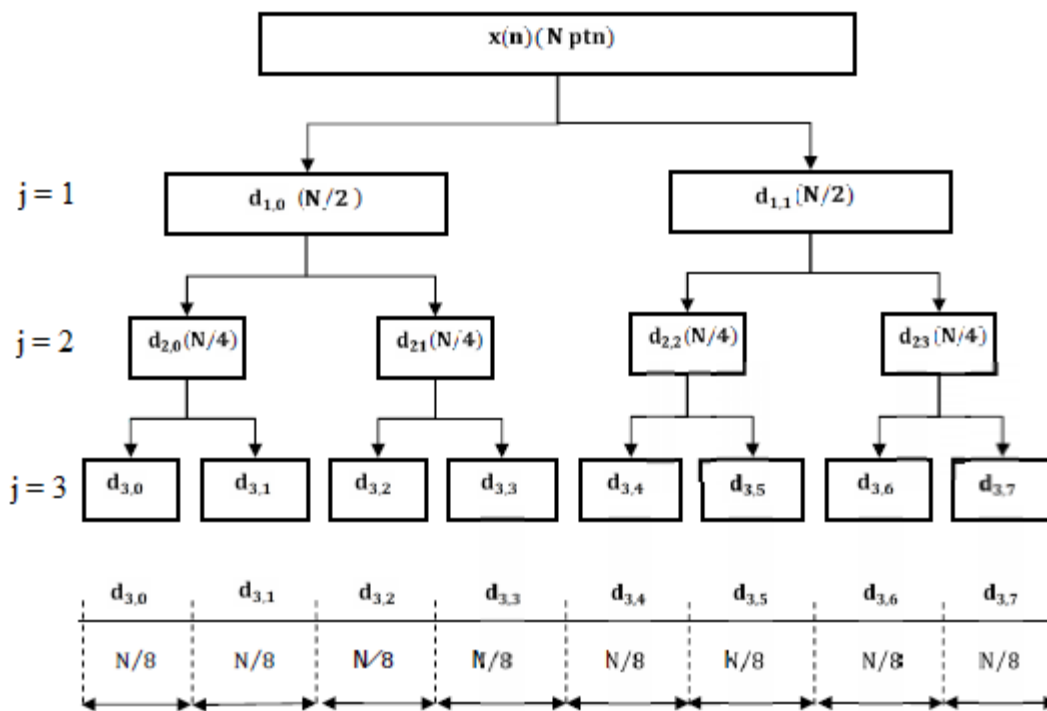 x(n)(N ptn)
j = 1
d₁,₀ (N/2 )
d₁,₁(N/2)
j = 2
d₂,₀(N/4)
d₂₁(N/4)
d₂,₂(N/4)
d₂₃(N/4)
j = 3
d₃,₀
d₃,₁
d₃,₂
d₃,₃
d₃,₄
d₃,₅
d₃,₆
d₃,₇
d₃,₀ d₃,₁ d₃,₂ d₃,₃ d₃,₄ d₃,₅ d₃,₆ d₃,₇
N/8 N/8 N/8 N/8 N/8 N/8 N/8 N/8